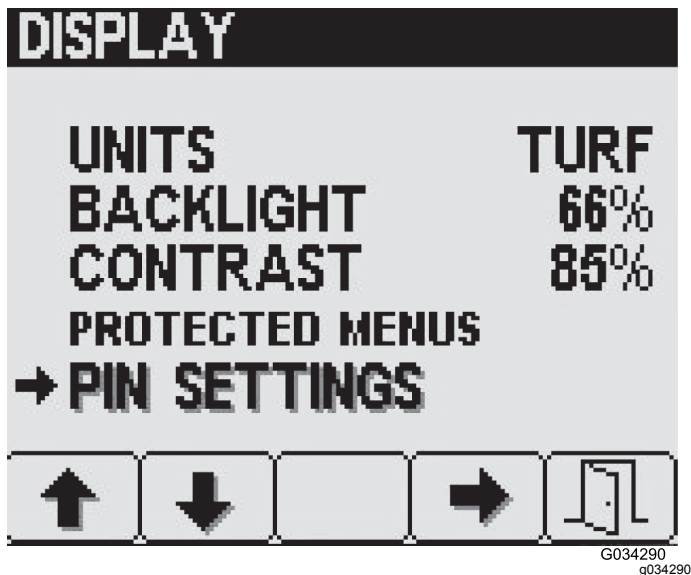 DISPLAY
UNITS TURF
BACKLIGHT 66%
CONTRAST 85%
PROTECTED MENUS
PIN SETTINGS
G034290
g034290